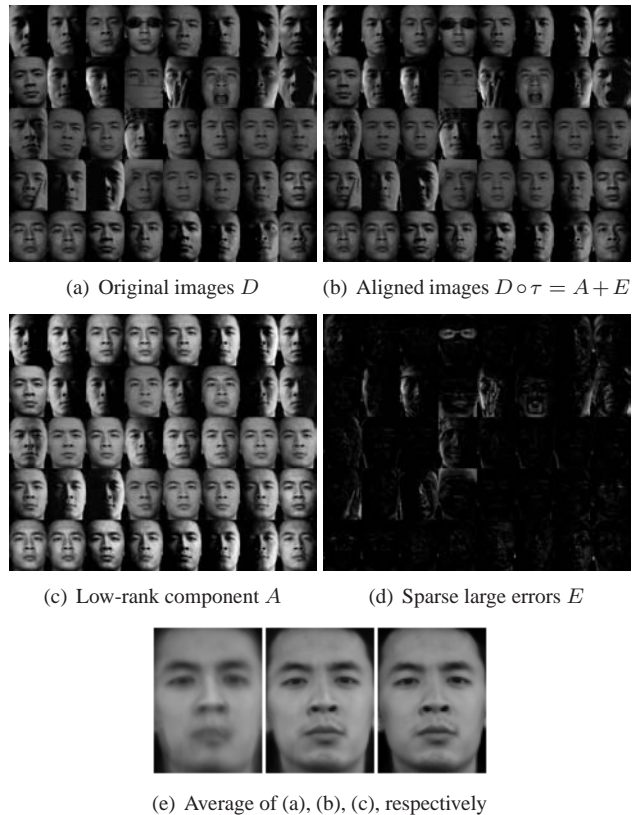 (a) Original images D
(b) Aligned images D ∘ τ = A + E
(c) Low-rank component A
(d) Sparse large errors E
(e) Average of (a), (b), (c), respectively